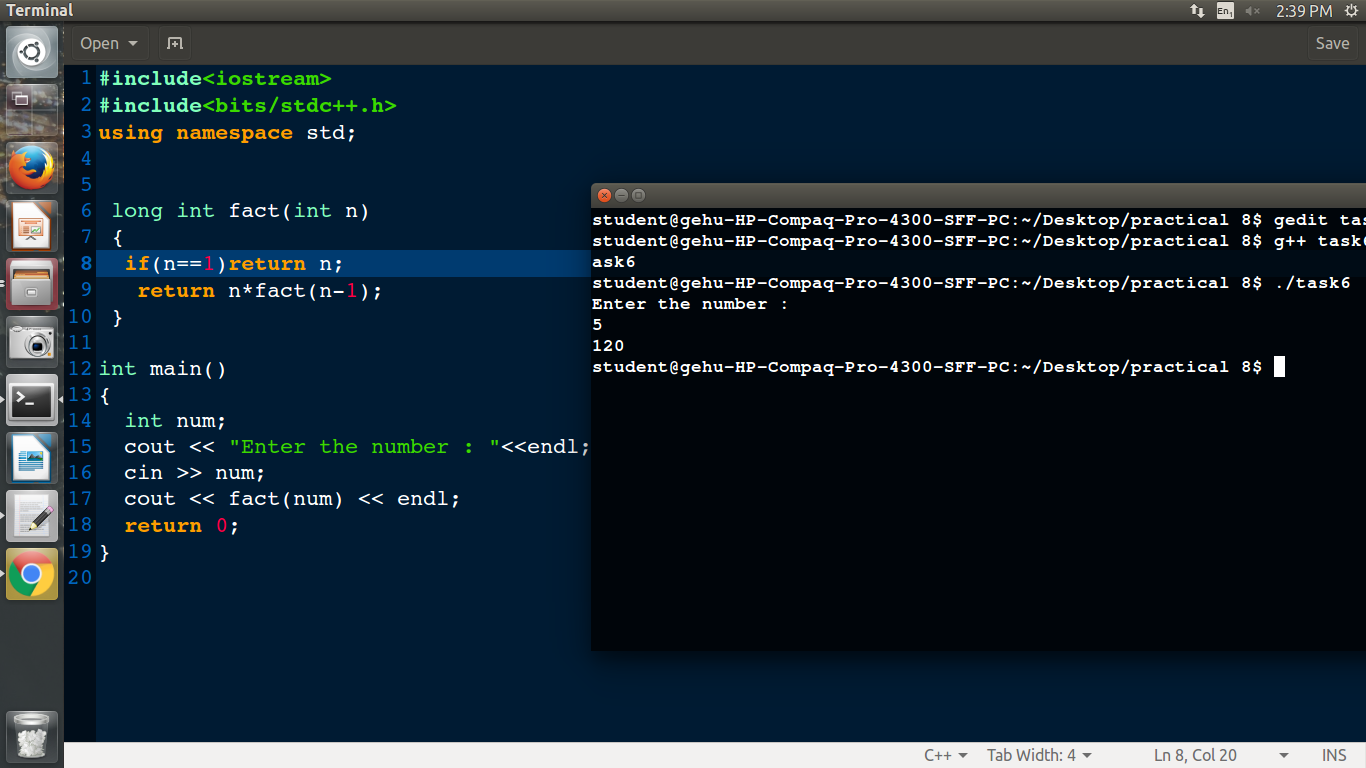 Terminal
En1 2:39 PM
Open
Save
1 #include<iostream>
2 #include<bits/stdc++.h>
3 using namespace std;
4
5
6 long int fact(int n)
7 {
8 if(n==1)return n;
9 return n*fact(n-1);
10 }
11
12 int main()
13 {
14 int num;
15 cout << "Enter the number : "<<endl;
16 cin >> num;
17 cout << fact(num) << endl;
18 return 0;
19 }
20
student@gehu-HP-Compaq-Pro-4300-SFF-PC:~/Desktop/practical 8$ gedit tas
student@gehu-HP-Compaq-Pro-4300-SFF-PC:~/Desktop/practical 8$ g++ task6
ask6
student@gehu-HP-Compaq-Pro-4300-SFF-PC:~/Desktop/practical 8$ ./task6
Enter the number :
5
120
student@gehu-HP-Compaq-Pro-4300-SFF-PC:~/Desktop/practical 8$
C++ Tab Width: 4 Ln 8, Col 20 INS